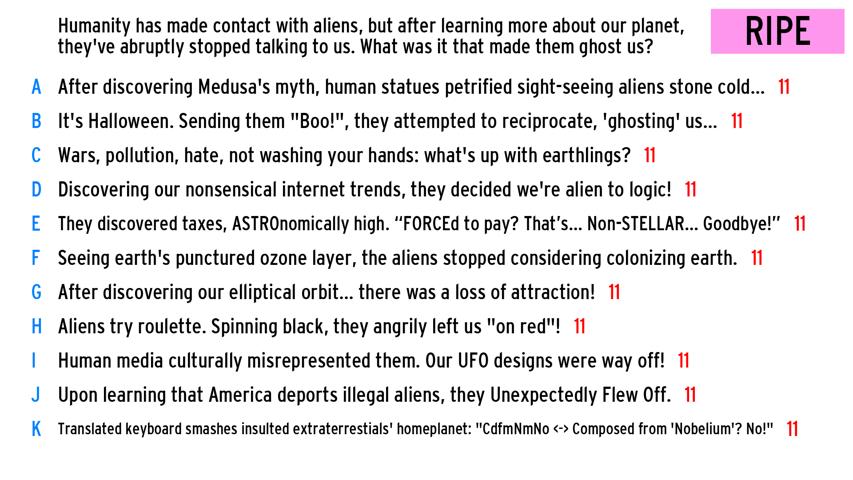 Humanity has made contact with aliens, but after learning more about our planet,
they've abruptly stopped talking to us. What was it that made them ghost us?
RIPE
A After discovering Medusa's myth, human statues petrified sight-seeing aliens stone cold... 11
B It's Halloween. Sending them "Boo!", they attempted to reciprocate, 'ghosting' us... 11
C Wars, pollution, hate, not washing your hands: what's up with earthlings? 11
D Discovering our nonsensical internet trends, they decided we're alien to logic! 11
E They discovered taxes, ASTROnomically high. “FORCEd to pay? That’s... Non-STELLAR... Goodbye!” 11
F Seeing earth's punctured ozone layer, the aliens stopped considering colonizing earth. 11
G After discovering our elliptical orbit... there was a loss of attraction! 11
H Aliens try roulette. Spinning black, they angrily left us "on red"! 11
I Human media culturally misrepresented them. Our UFO designs were way off! 11
J Upon learning that America deports illegal aliens, they Unexpectedly Flew Off. 11
K Translated keyboard smashes insulted extraterrestials' homeplanet: "CdfmNmNo <-> Composed from 'Nobelium'? No!" 11